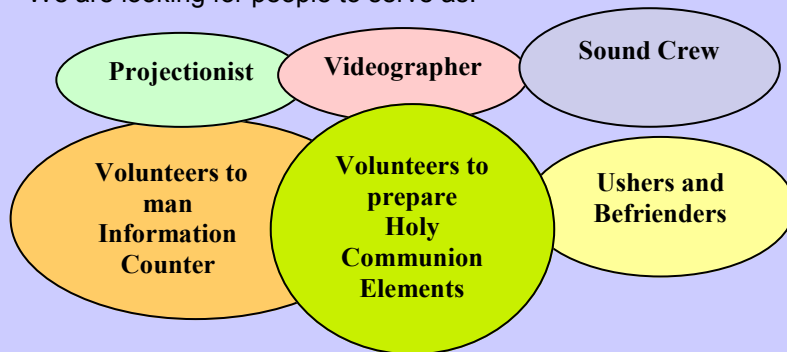 We are looking for people to serve as:
Projectionist
Videographer
Sound Crew
Volunteers to
man
Information
Counter
Volunteers to
prepare
Holy
Communion
Elements
Ushers and
Befrienders